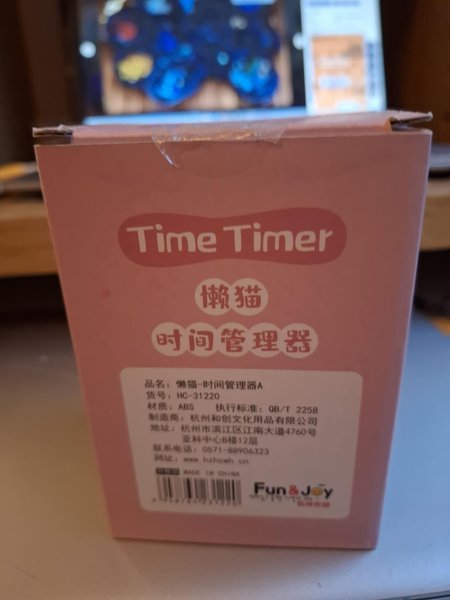 Time Timer
懒猫
时间管理器
品名: 懒猫-时间管理器A
货号: HC-31220
材质: ABS 执行标准: QB/T 2258
制造商: 杭州和创文化用品有限公司
地址: 杭州市滨江区江南大道4760号
亚科中心B楼12层
联系电话: 0571-88906323
网址: www.hzhcwh.cn
MADE IN CHINA
Fun & Joy